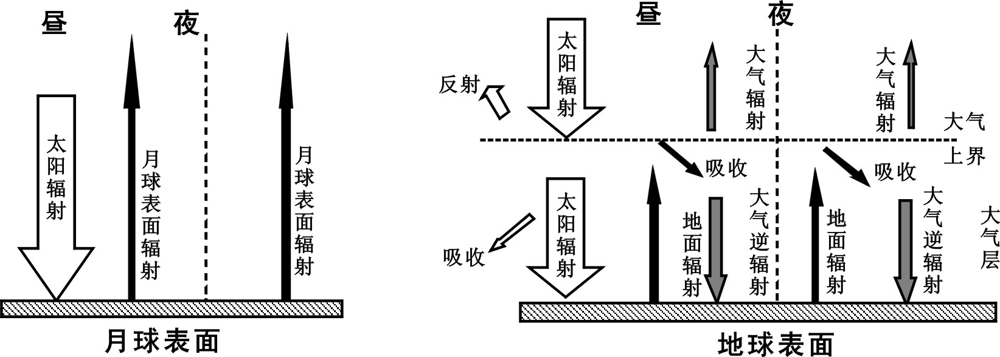 昼
夜
太阳辐射
月球表面辐射
月球表面辐射
月球表面
昼
夜
太阳辐射
反射
大气辐射
大气辐射
大气
上界
吸收
吸收
太阳辐射
吸收
地面辐射
大气逆辐射
地面辐射
大气逆辐射
大气层
地球表面